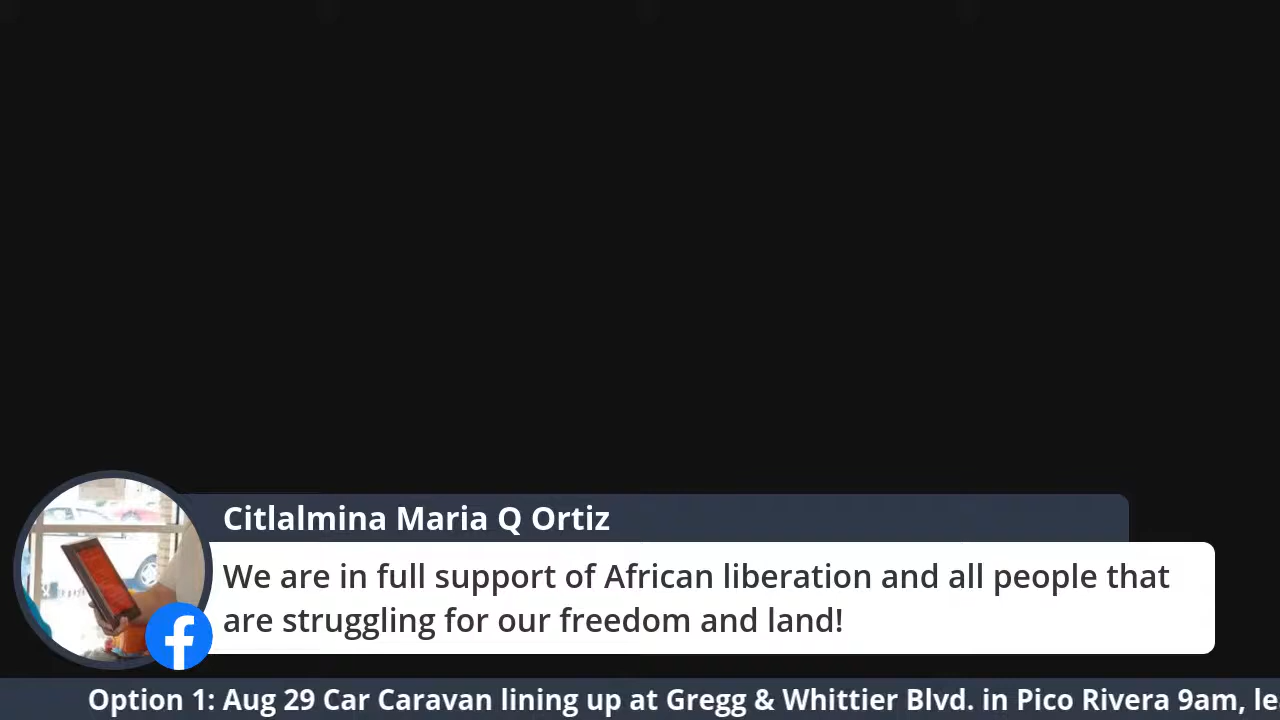 Citlalmina Maria Q Ortiz
We are in full support of African liberation and all people that
are struggling for our freedom and land!
Option 1: Aug 29 Car Caravan lining up at Gregg & Whittier Blvd. in Pico Rivera 9am, le